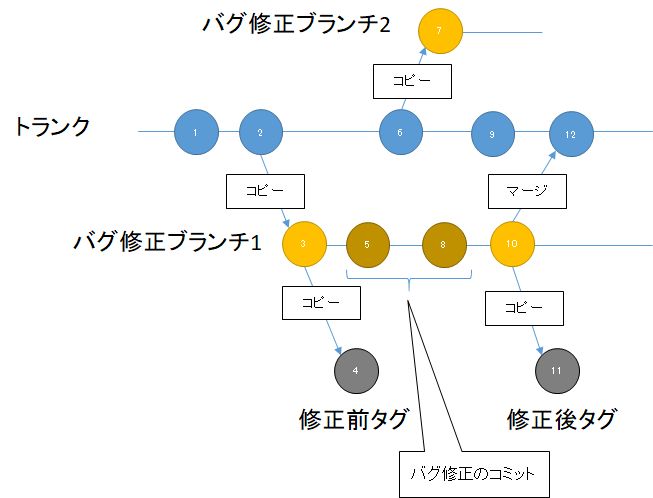 バグ修正ブランチ2
7
コピー
トランク
1
2
6
9
12
コピー
マージ
バグ修正ブランチ1
3
5
8
10
コピー
コピー
4
11
修正前タグ
修正後タグ
バグ修正のコミット